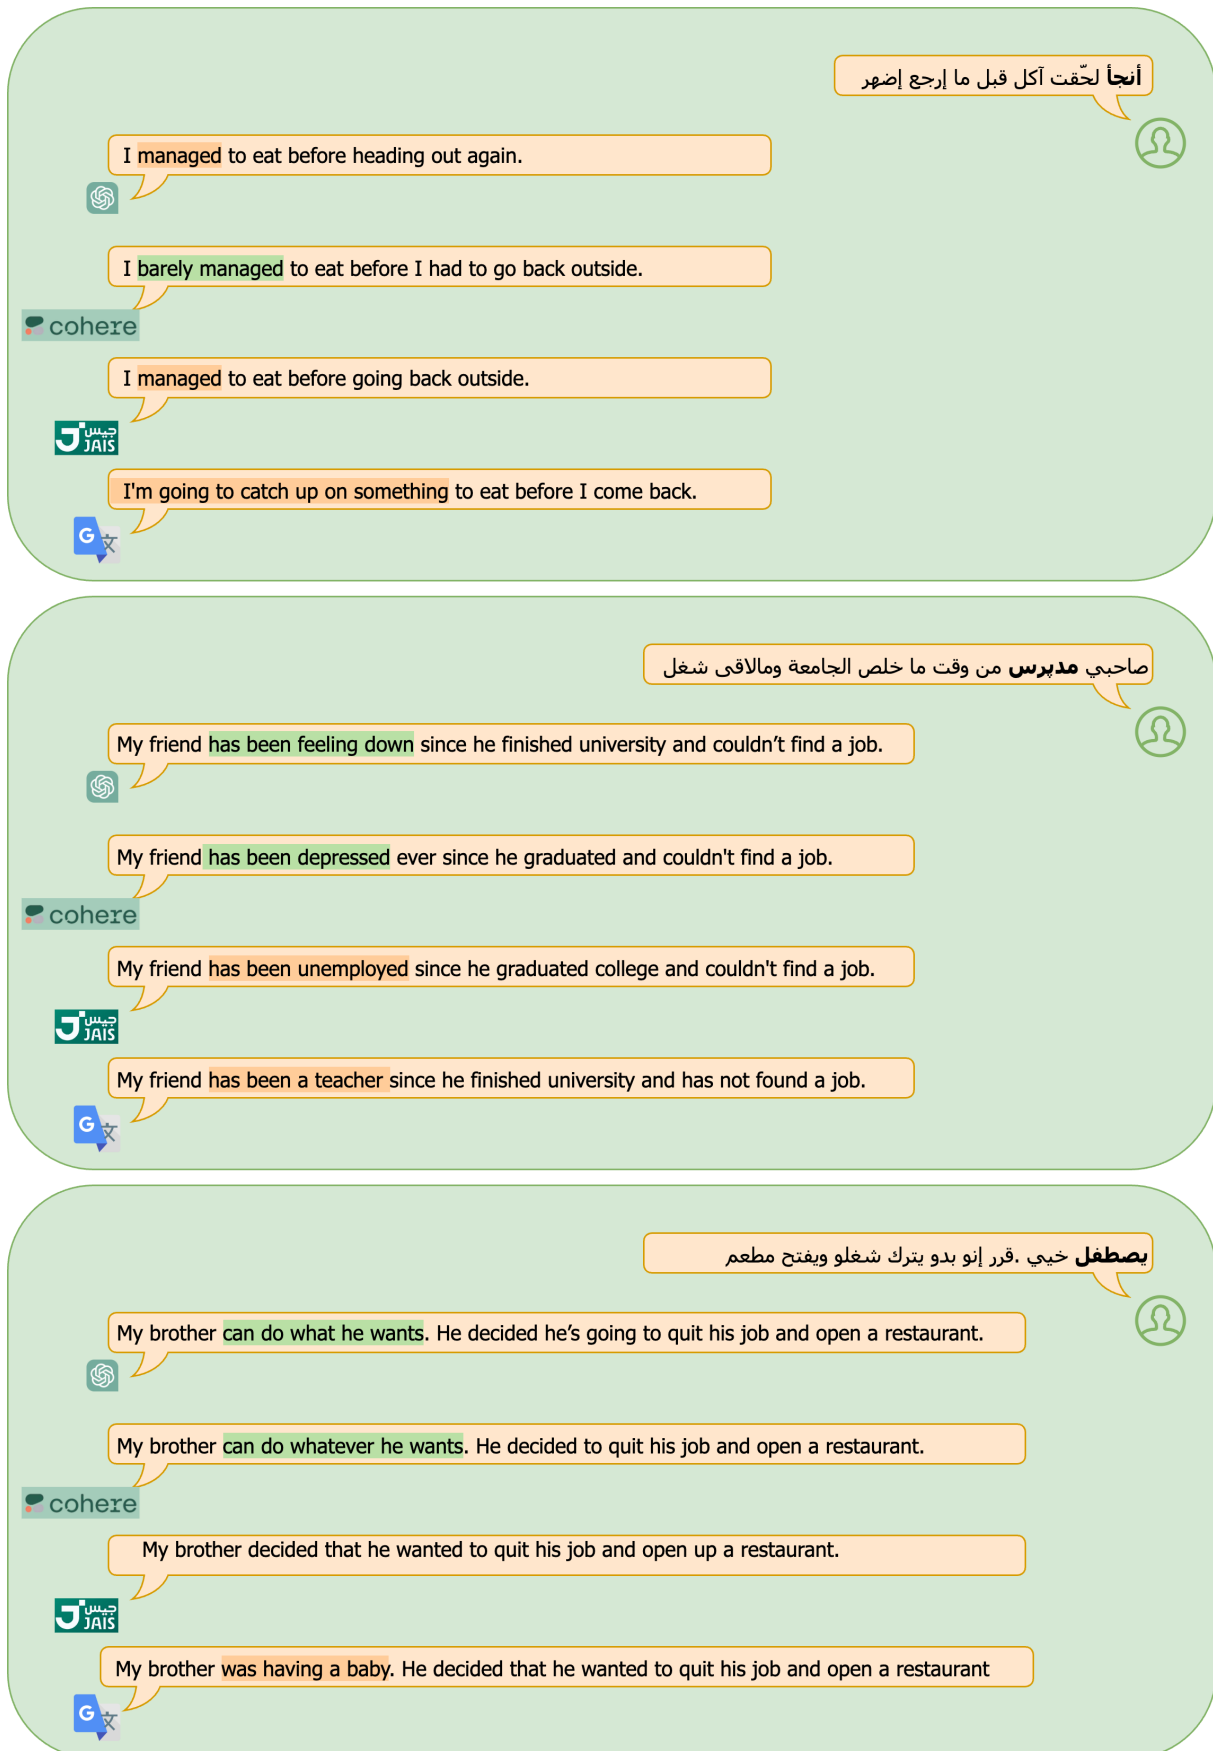 أنجأ لحّقت آكل قبل ما إرجع إضهر
I managed to eat before heading out again.
I barely managed to eat before I had to go back outside.
cohere
I managed to eat before going back outside.
جيس
JAIS
I'm going to catch up on something to eat before I come back.
G 文
صاحبي مدپرس من وقت ما خلص الجامعة ومالاقى شغل
My friend has been feeling down since he finished university and couldn’t find a job.
My friend has been depressed ever since he graduated and couldn't find a job.
cohere
My friend has been unemployed since he graduated college and couldn't find a job.
جيس
JAIS
My friend has been a teacher since he finished university and has not found a job.
G 文
يصطفل خيي .قرر إنو بدو يترك شغلو ويفتح مطعم
My brother can do what he wants. He decided he’s going to quit his job and open a restaurant.
My brother can do whatever he wants. He decided to quit his job and open a restaurant.
cohere
My brother decided that he wanted to quit his job and open up a restaurant.
جيس
JAIS
My brother was having a baby. He decided that he wanted to quit his job and open a restaurant
G 文